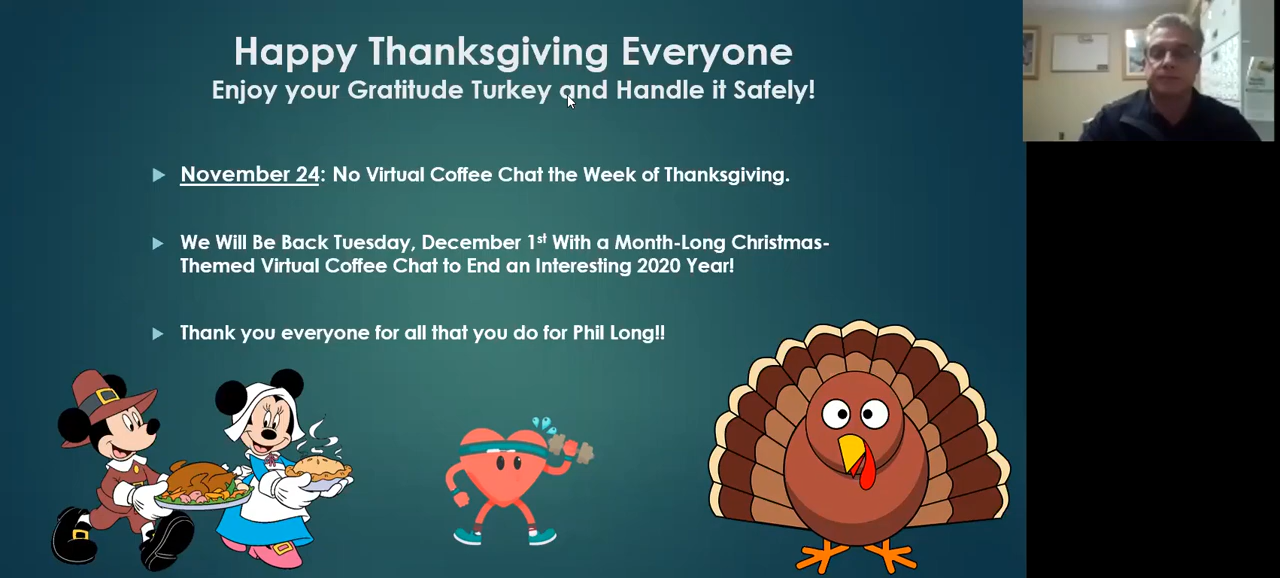 Happy Thanksgiving Everyone
Enjoy your Gratitude Turkey and Handle it Safely!
November 24: No Virtual Coffee Chat the Week of Thanksgiving.
We Will Be Back Tuesday, December 1st With a Month-Long Christmas-
Themed Virtual Coffee Chat to End an Interesting 2020 Year!
Thank you everyone for all that you do for Phil Long!!